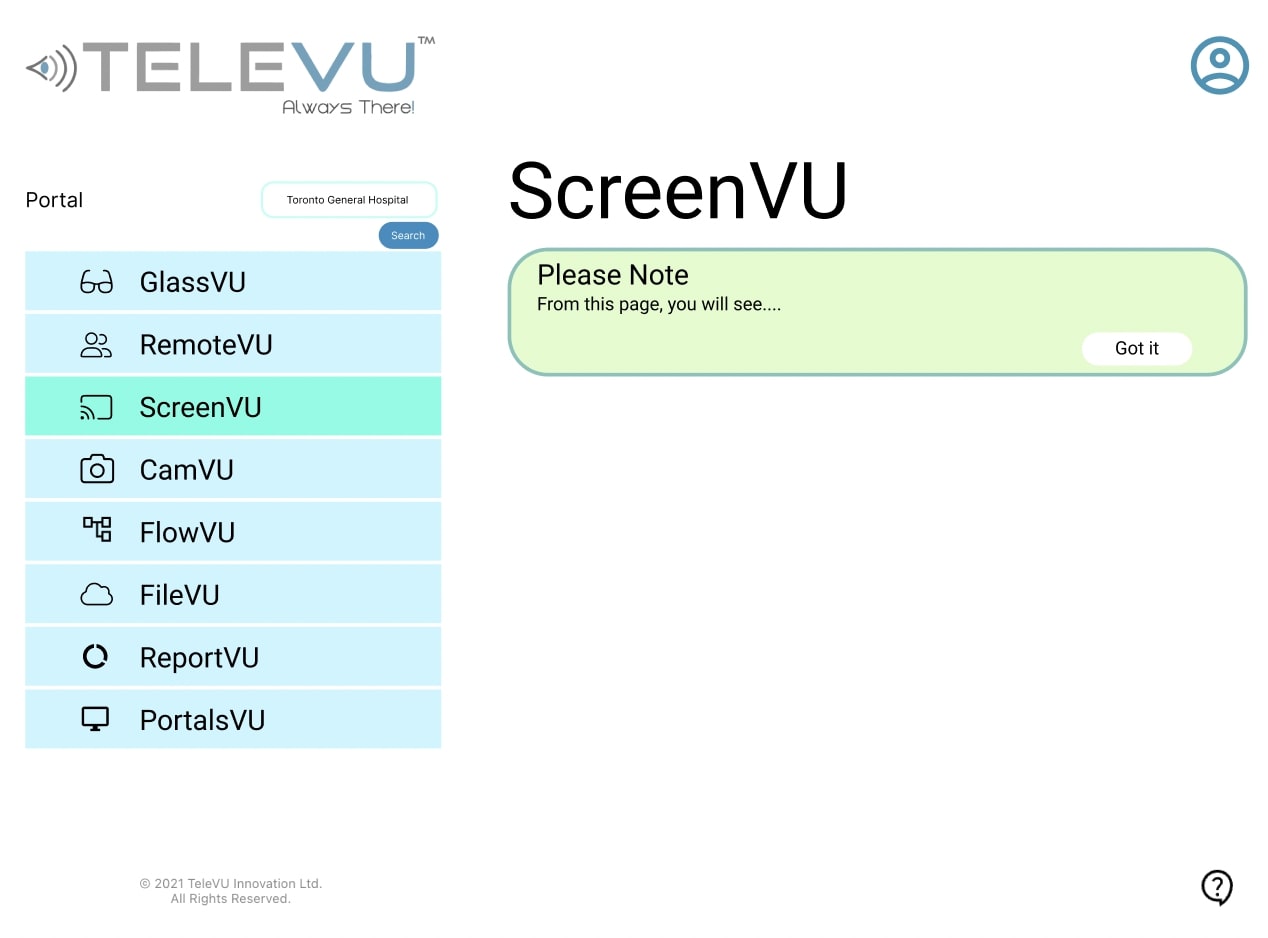 TELEVU™
Always There!
Portal
Toronto General Hospital
Search
GlassVU
RemoteVU
ScreenVU
CamVU
FlowVU
FileVU
ReportVU
PortalsVU
© 2021 TeleVU Innovation Ltd.
All Rights Reserved.
ScreenVU
Please Note
From this page, you will see....
Got it
?